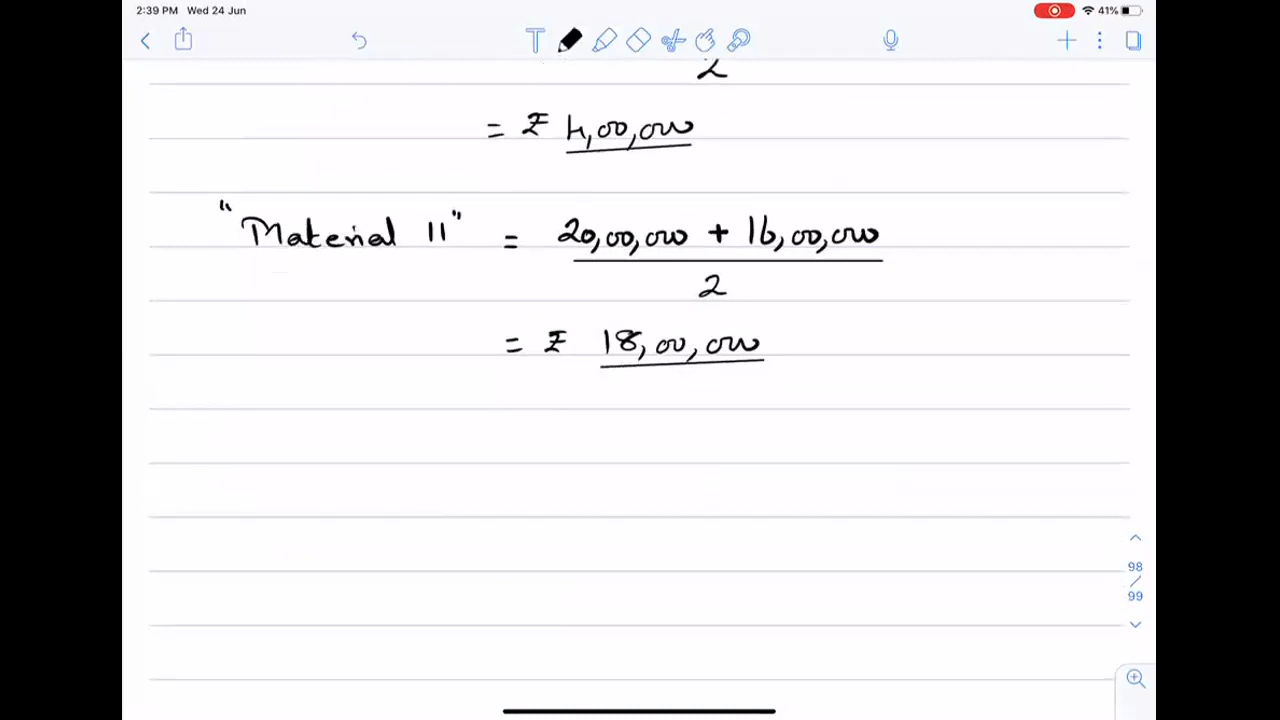 2:39 PM Wed 24 Jun 41%
T
2
= ₹ 4,00,000
"Material II" = 20,00,000 + 16,00,000
2
= ₹ 18,00,000
98
/
99